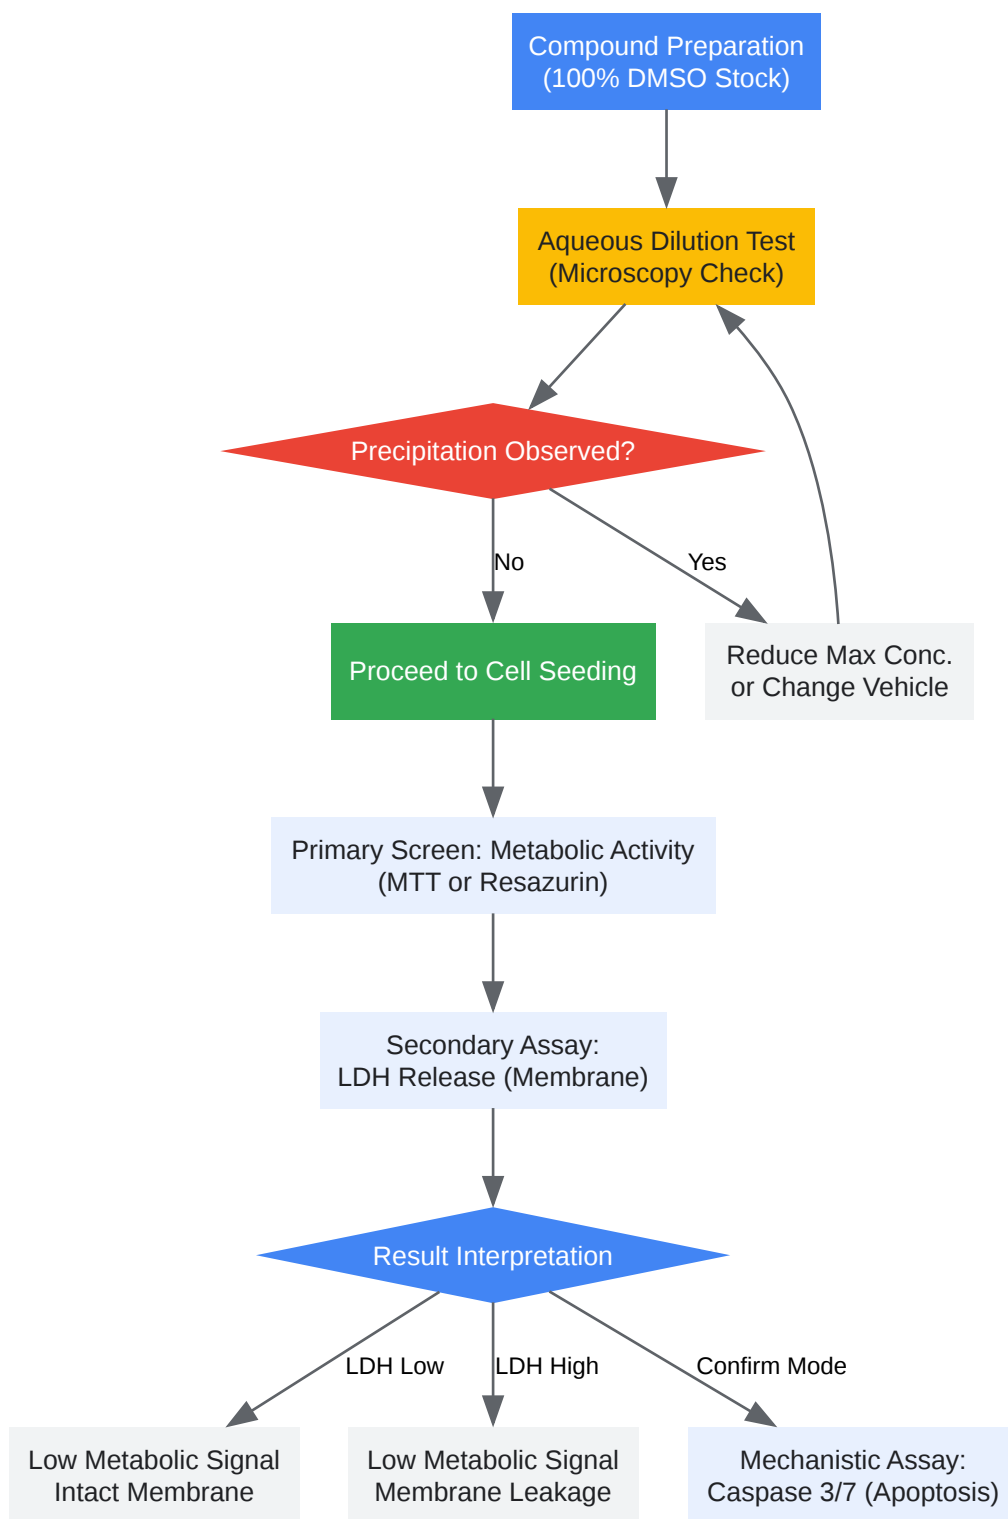 Compound Preparation
(100% DMSO Stock)
Aqueous Dilution Test
(Microscopy Check)
Precipitation Observed?
No
Yes
Proceed to Cell Seeding
Reduce Max Conc.
or Change Vehicle
Primary Screen: Metabolic Activity
(MTT or Resazurin)
Secondary Assay:
LDH Release (Membrane)
Result Interpretation
LDH Low
LDH High
Confirm Mode
Low Metabolic Signal
Intact Membrane
Low Metabolic Signal
Membrane Leakage
Mechanistic Assay:
Caspase 3/7 (Apoptosis)